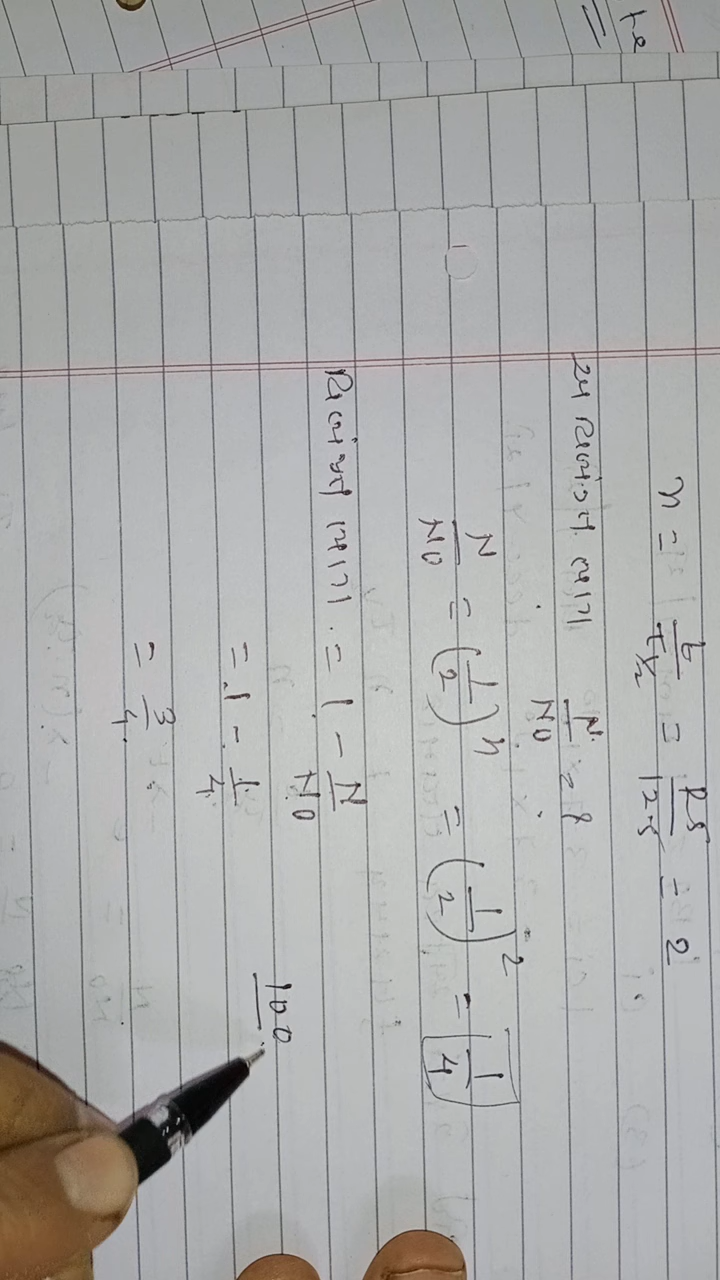 n = t / T½ = 25 / 12.5 = 2
N / N0 = ?
N / N0 = (1/2)^n = (1/2)^2 = 1/4
विघटित भाग = 1 - N / N0
= 1 - 1/4
= 3/4
100